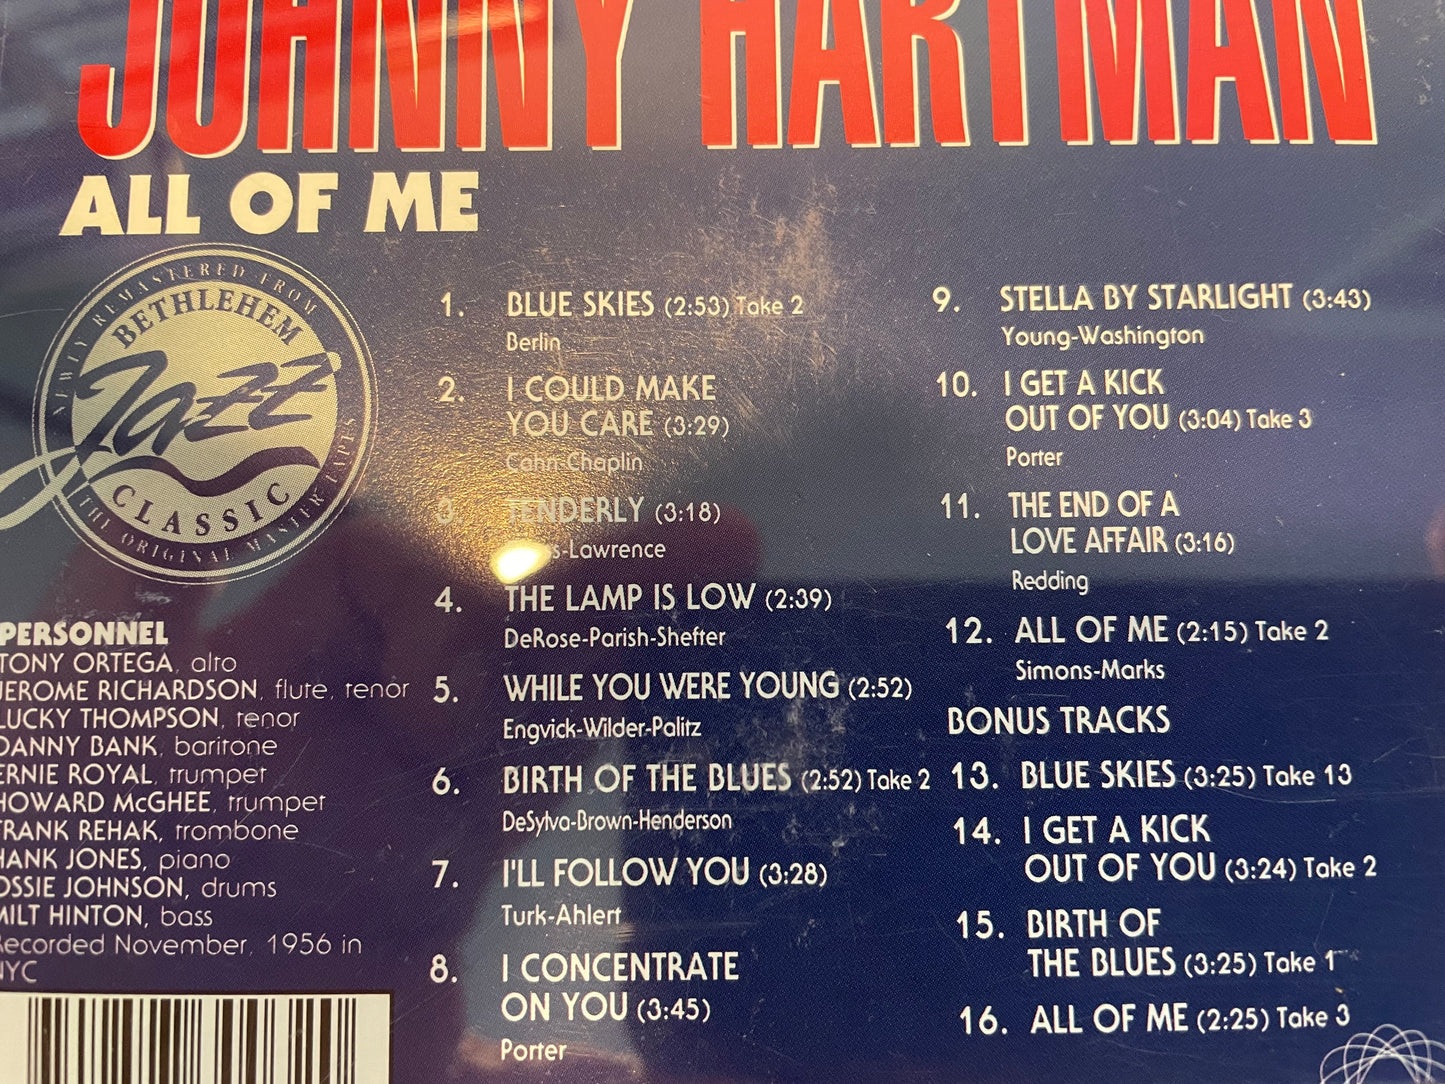 JOHNNY HARTMAN
ALL OF ME
NEWLY REMASTERED FROM
BETHLEHEM
Jazz
CLASSIC
THE ORIGINAL MASTER TAPES
1. BLUE SKIES (2:53) Take 2
Berlin
2. I COULD MAKE
YOU CARE (3:29)
Cahn-Chaplin
3. TENDERLY (3:18)
-Lawrence
4. THE LAMP IS LOW (2:39)
DeRose-Parish-Shefter
5. WHILE YOU WERE YOUNG (2:52)
Engvick-Wilder-Palitz
6. BIRTH OF THE BLUES (2:52) Take 2
DeSylva-Brown-Henderson
7. I'LL FOLLOW YOU (3:28)
Turk-Ahlert
8. I CONCENTRATE
ON YOU (3:45)
Porter
9. STELLA BY STARLIGHT (3:43)
Young-Washington
10. I GET A KICK
OUT OF YOU (3:04) Take 3
Porter
11. THE END OF A
LOVE AFFAIR (3:16)
Redding
12. ALL OF ME (2:15) Take 2
Simons-Marks
BONUS TRACKS
13. BLUE SKIES (3:25) Take 13
14. I GET A KICK
OUT OF YOU (3:24) Take 2
15. BIRTH OF
THE BLUES (3:25) Take 1
16. ALL OF ME (2:25) Take 3
PERSONNEL
TONY ORTEGA, alto
JEROME RICHARDSON, flute, tenor
LUCKY THOMPSON, tenor
DANNY BANK, baritone
ERNIE ROYAL, trumpet
HOWARD McGHEE, trumpet
FRANK REHAK, trombone
HANK JONES, piano
OSSIE JOHNSON, drums
MILT HINTON, bass
Recorded November, 1956 in
NYC